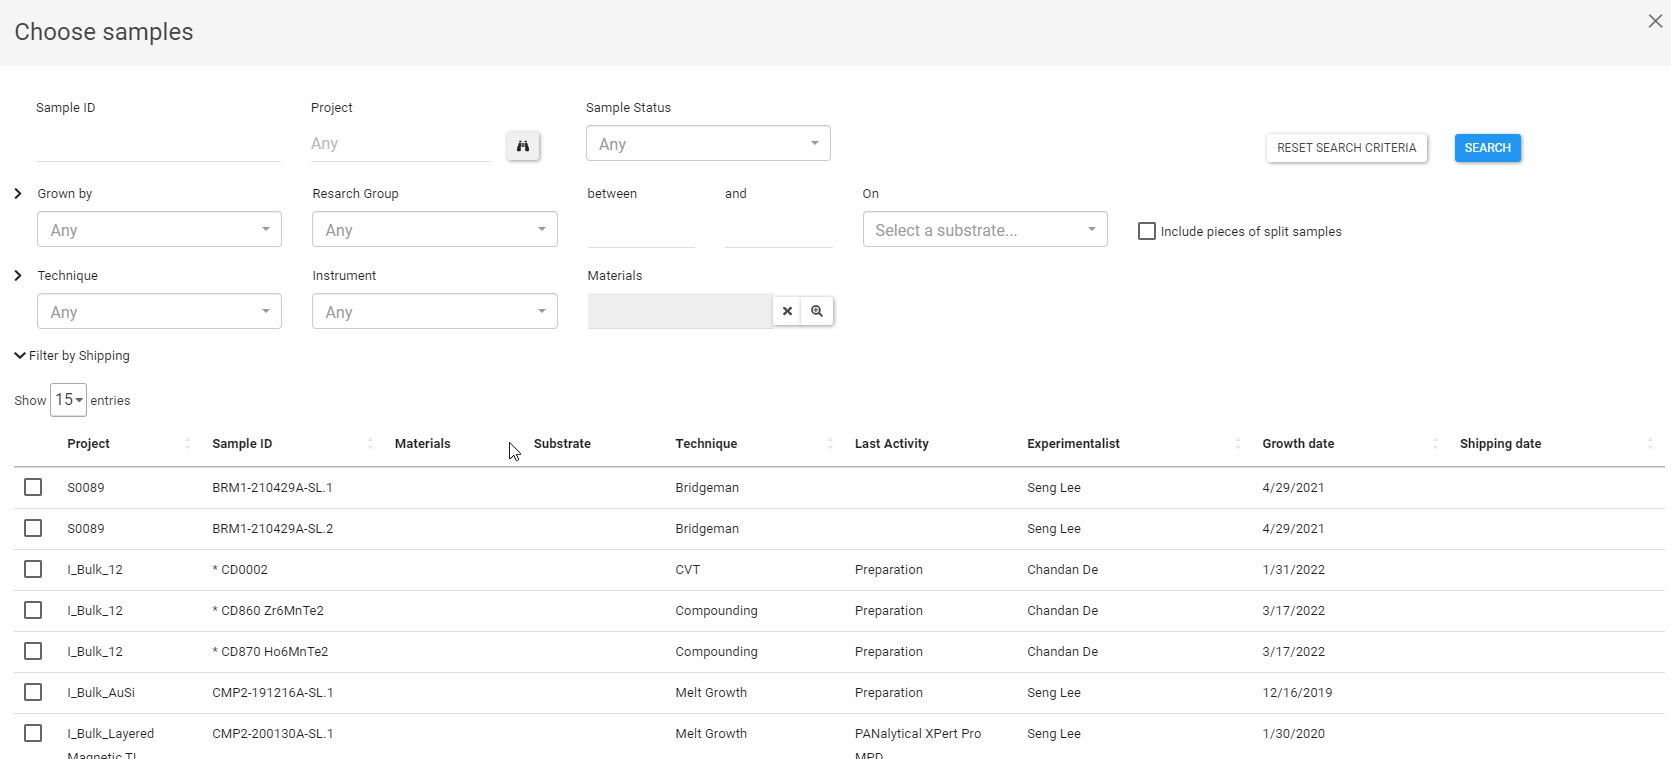 Choose samples
Sample ID Project Sample Status
Any Any RESET SEARCH CRITERIA SEARCH
Grown by Resarch Group between and On
Any Any Select a substrate... Include pieces of split samples
Technique Instrument Materials
Any Any
Filter by Shipping
Show 15 entries
Project Sample ID Materials Substrate Technique Last Activity Experimentalist Growth date Shipping date
S0089 BRM1-210429A-SL.1 Bridgeman Seng Lee 4/29/2021
S0089 BRM1-210429A-SL.2 Bridgeman Seng Lee 4/29/2021
I_Bulk_12 * CD0002 CVT Preparation Chandan De 1/31/2022
I_Bulk_12 * CD860 Zr6MnTe2 Compounding Preparation Chandan De 3/17/2022
I_Bulk_12 * CD870 Ho6MnTe2 Compounding Preparation Chandan De 3/17/2022
I_Bulk_AuSi CMP2-191216A-SL.1 Melt Growth Preparation Seng Lee 12/16/2019
I_Bulk_Layered CMP2-200130A-SL.1 Melt Growth PANalytical XPert Pro Seng Lee 1/30/2020
Magnetic TI MPD